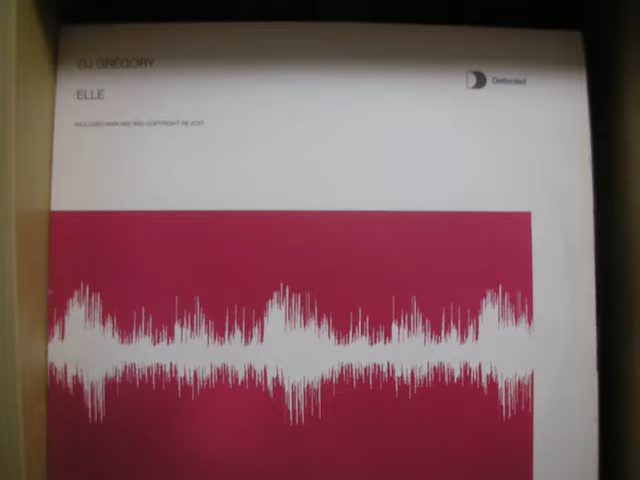 DJ GREGORY
Defected
ELLE
INCLUDES MAIN MIX AND COPYRIGHT RE-EDIT